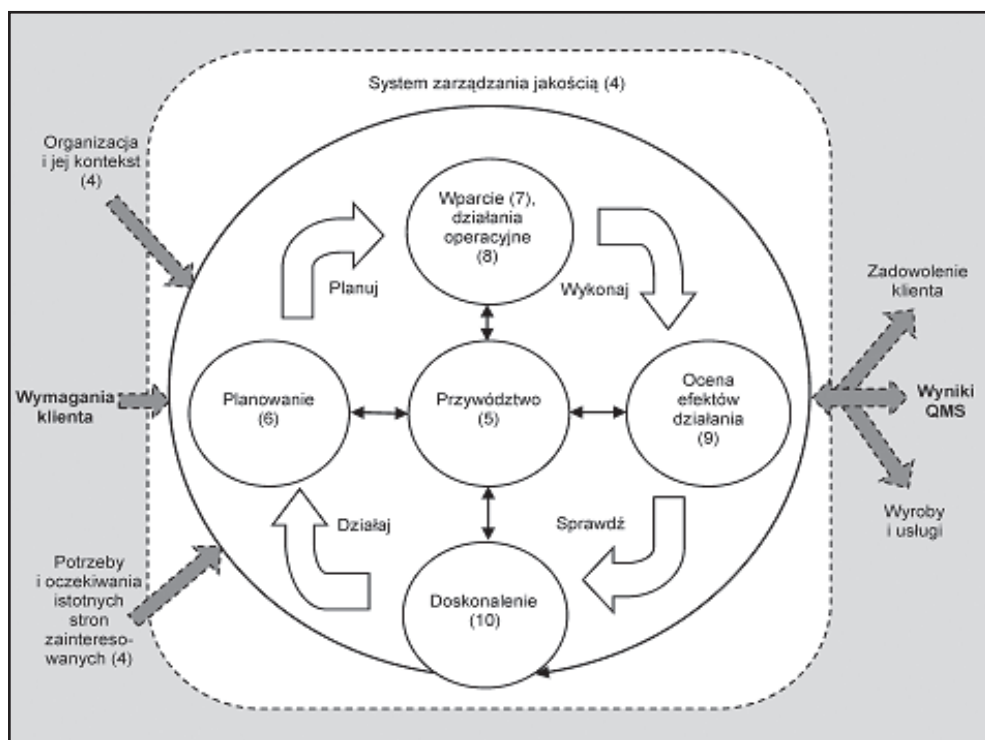 System zarządzania jakością (4)
Organizacja
i jej kontekst
(4)
Wparcie (7),
działania
operacyjne
(8)
Planuj
Wykonaj
Zadowolenie
klienta
Wymagania
klienta
Planowanie
(6)
Przywództwo
(5)
Ocena
efektów
działania
(9)
Wyniki
QMS
Działaj
Sprawdź
Wyroby
i usługi
Potrzeby
i oczekiwania
istotnych
stron
zaintereso-
wanych (4)
Doskonalenie
(10)